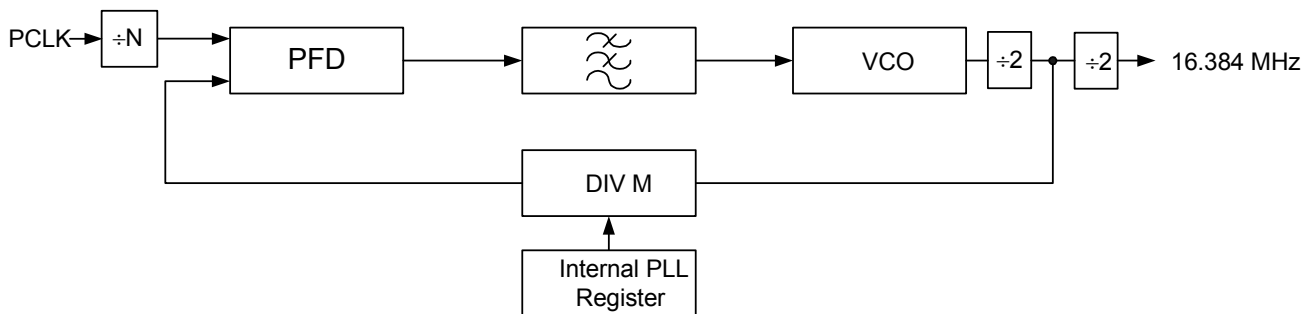 PCLK
÷N
PFD
VCO
÷2
÷2
16.384 MHz
DIV M
Internal PLL
Register